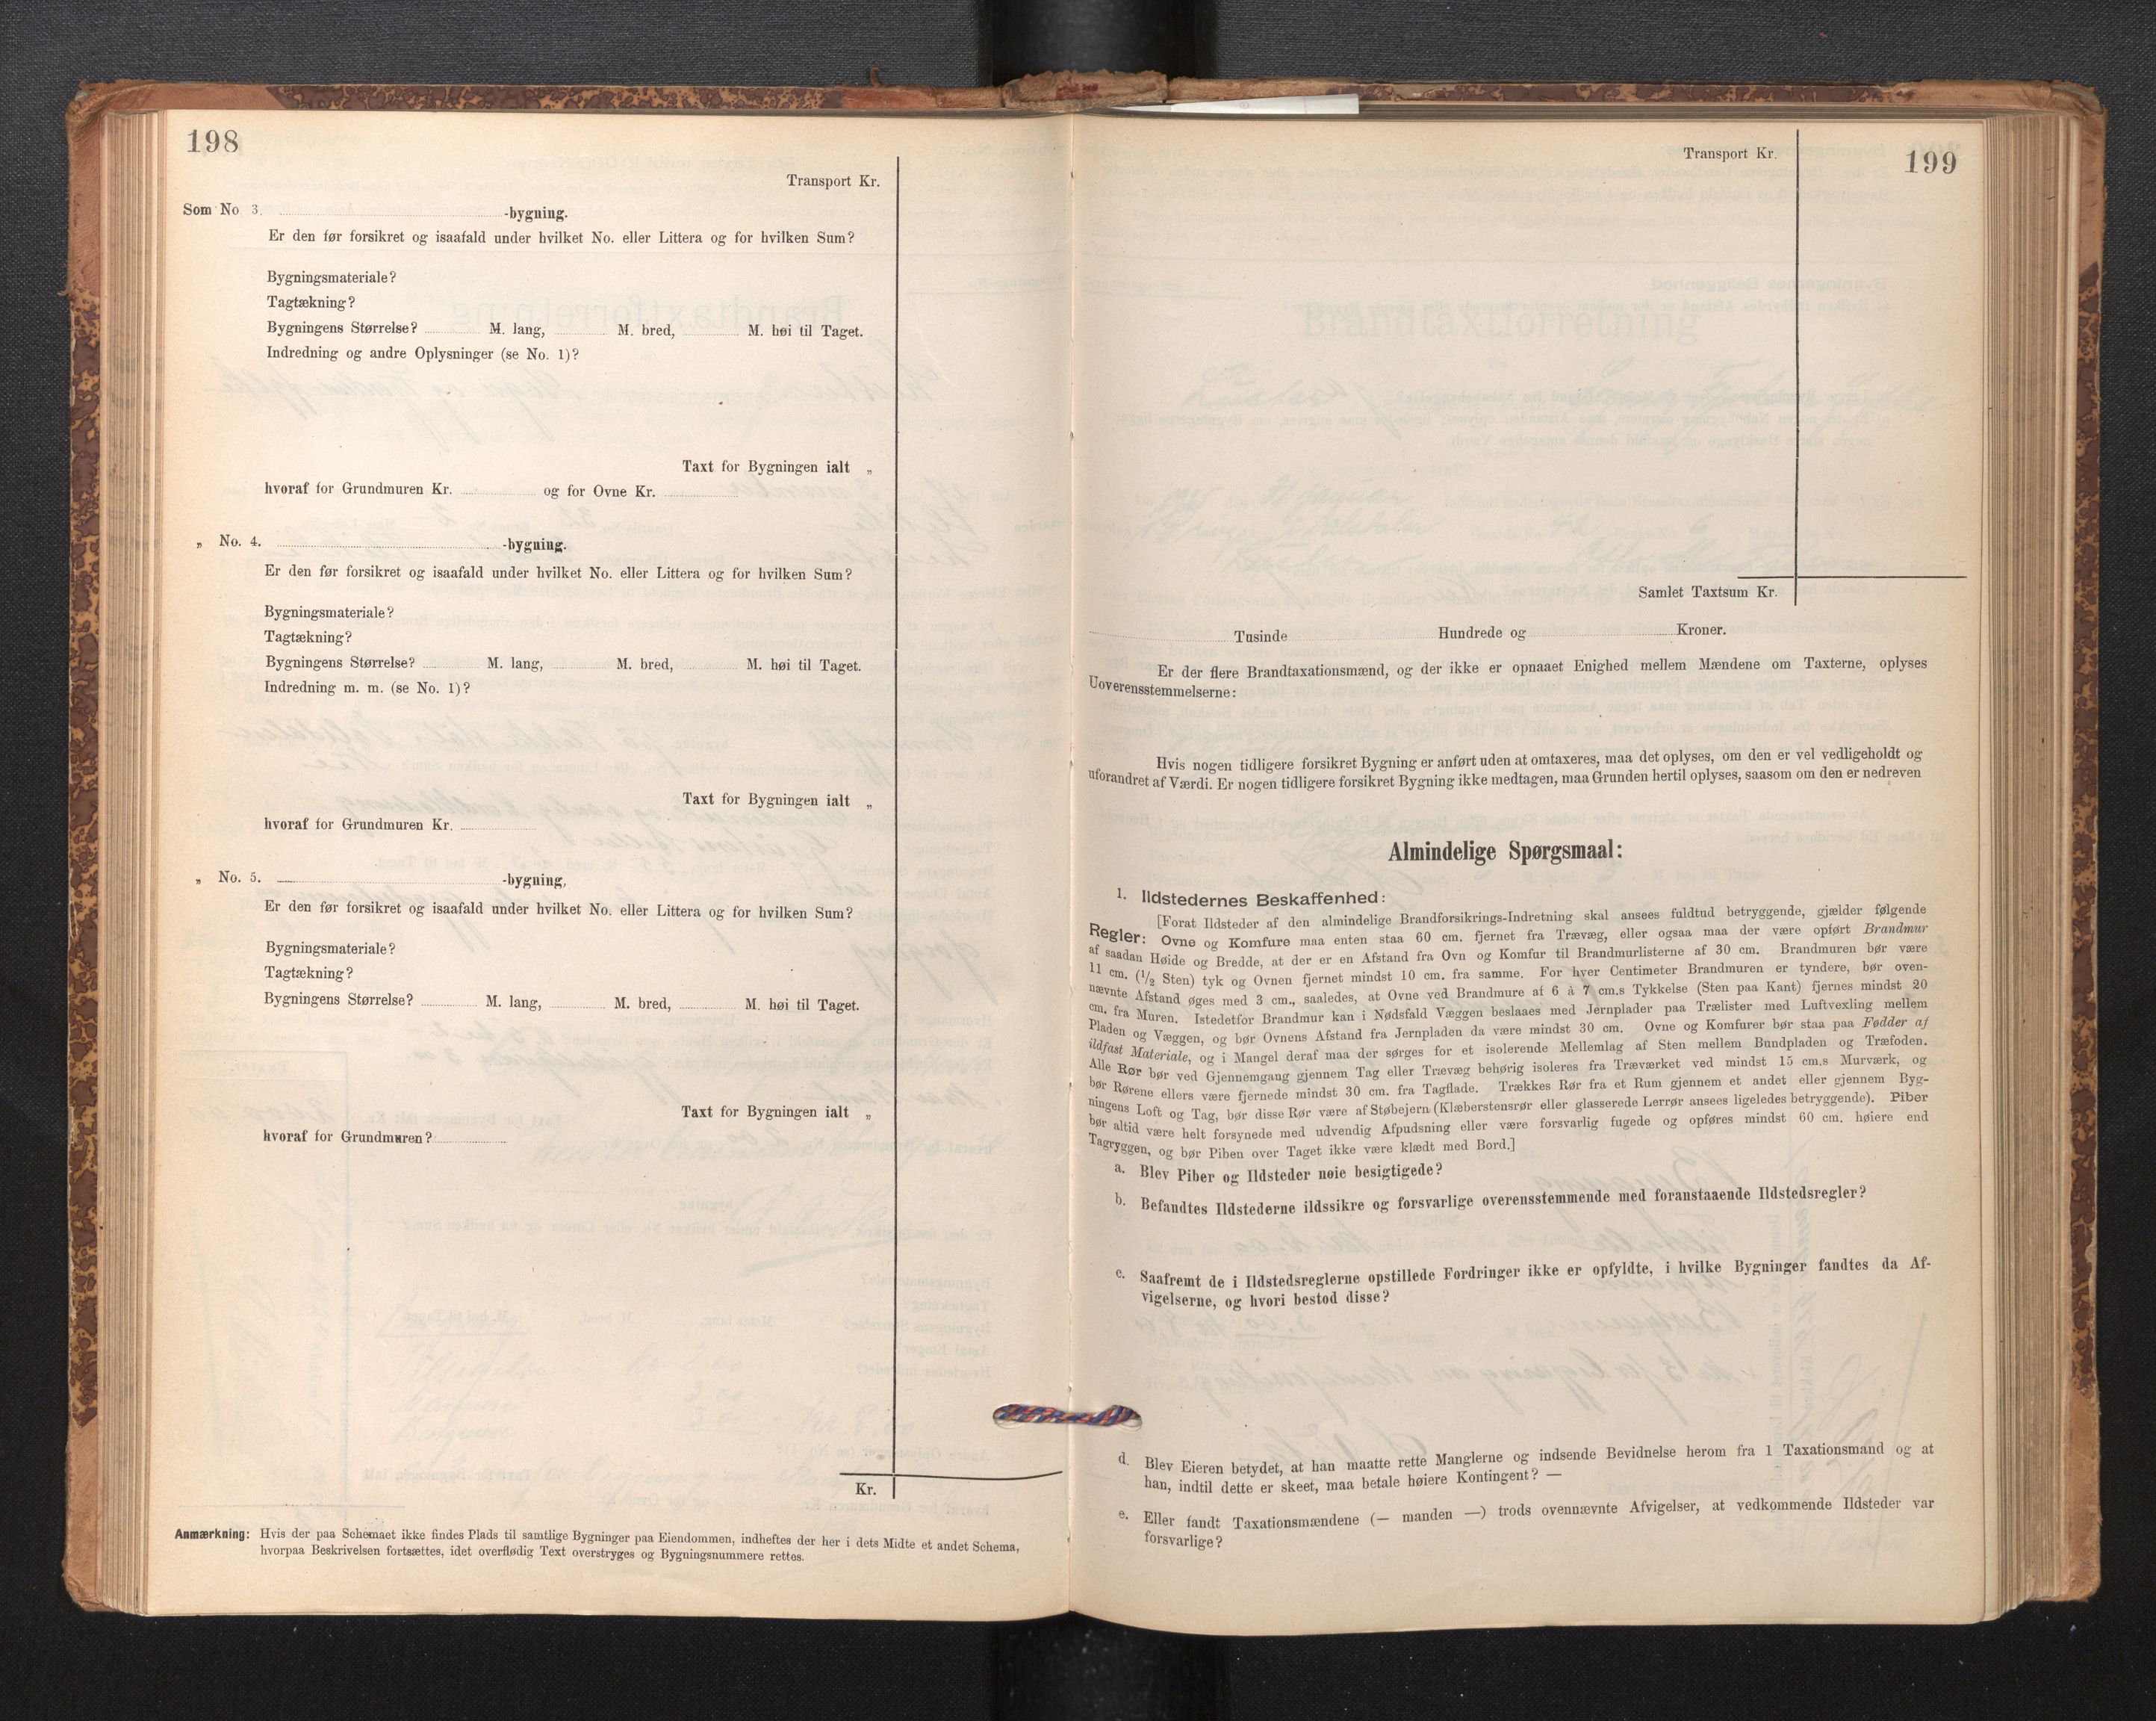 198
Transport Kr.
Som No 3. -bygning.
Er den før forsikret og isaafald under hvilket No. eller Littera og for hvilken Sum?
Bygningsmateriale?
Tagtækning?
Bygningens Størrelse? M. lang, M. bred, M. høi til Taget.
Indredning og andre Oplysninger (se No. 1)?
Taxt for Bygningen ialt „
hvoraf for Grundmuren Kr. og for Ovne Kr.
„ No. 4. -bygning.
Er den før forsikret og isaafald under hvilket No. eller Littera og for hvilken Sum?
Bygningsmateriale?
Tagtækning?
Bygningens Størrelse? M. lang, M. bred, M. høi til Taget.
Indredning m. m. (se No. 1)?
Taxt for Bygningen ialt „
hvoraf for Grundmuren Kr.
„ No. 5. -bygning,
Er den før forsikret og isaafald under hvilket No. eller Littera og for hvilken Sum?
Bygningsmateriale?
Tagtækning?
Bygningens Størrelse? M. lang, M. bred, M. høi til Taget.
Taxt for Bygningen ialt „
hvoraf for Grundmuren?
Kr.
Anmærkning: Hvis der paa Schemaet ikke findes Plads til samtlige Bygninger paa Eiendommen, indheftes der her i dets Midte et andet Schema,
hvorpaa Beskrivelsen fortsættes, idet overflødig Text overstryges og Bygningsnummere rettes.
Transport Kr.
199
Samlet Taxtsum Kr.
Tusinde Hundrede og Kroner.
Er der flere Brandtaxationsmænd, og der ikke er opnaaet Enighed mellem Mændene om Taxterne, oplyses
Uoverensstemmelserne:
Hvis nogen tidligere forsikret Bygning er anført uden at omtaxeres, maa det oplyses, om den er vel vedligeholdt og
uforandret af Værdi. Er nogen tidligere forsikret Bygning ikke medtagen, maa Grunden hertil oplyses, saasom om den er nedreven
Almindelige Spørgsmaal:
1. Ildstedernes Beskaffenhed:
[Forat Ildsteder af den almindelige Brandforsikrings-Indretning skal ansees fuldtud betryggende, gjælder følgende
Regler: Ovne og Komfure maa enten staa 60 cm. fjernet fra Trævæg, eller ogsaa maa der være opført Brandmur
af saadan Høide og Bredde, at der er en Afstand fra Ovn og Komfur til Brandmurlisterne af 30 cm. Brandmuren bør være
11 cm. (1/2 Sten) tyk og Ovnen fjernet mindst 10 cm. fra samme. For hver Centimeter Brandmuren er tyndere, bør oven-
nævnte Afstand øges med 3 cm., saaledes, at Ovne ved Brandmure af 6 à 7 cm.s Tykkelse (Sten paa Kant) fjernes mindst 20
cm. fra Muren. Istedetfor Brandmur kan i Nødsfald Væggen beslaaes med Jernplader paa Trælister med Luftvexling mellem
Pladen og Væggen, og bør Ovnens Afstand fra Jernpladen da være mindst 30 cm. Ovne og Komfurer bør staa paa Fødder af
ildfast Materiale, og i Mangel deraf maa der sørges for et isolerende Mellemlag af Sten mellem Bundpladen og Træfoden.
Alle Rør bør ved Gjennemgang gjennem Tag eller Trævæg behørig isoleres fra Træværket ved mindst 15 cm.s Murværk, og
bør Rørene ellers være fjernede mindst 30 cm. fra Tagflade. Trækkes Rør fra et Rum gjennem et andet eller gjennem Byg-
ningens Loft og Tag, bør disse Rør være af Støbejern (Klæberstensrør eller glasserede Lerrør ansees ligeledes betryggende). Piber
bør altid være helt forsynede med udvendig Afpudsning eller være forsvarlig fugede og opføres mindst 60 cm. høiere end
Tagryggen, og bør Piben over Taget ikke være klædt med Bord.]
a. Blev Piber og Ildsteder nøie besigtigede?
b. Befandtes Ildstederne ildssikre og forsvarlige overensstemmende med foranstaaende Ildstedsregler?
c. Saafremt de i Ildstedsreglerne opstillede Fordringer ikke er opfyldte, i hvilke Bygninger fandtes da Af-
vigelserne, og hvori bestod disse?
d. Blev Eieren betydet, at han maatte rette Manglerne og indsende Bevidnelse herom fra 1 Taxationsmand og at
han, indtil dette er skeet, maa betale høiere Kontingent? —
e. Eller fandt Taxationsmændene (— manden —) trods ovennævnte Afvigelser, at vedkommende Ildsteder var
forsvarlige?